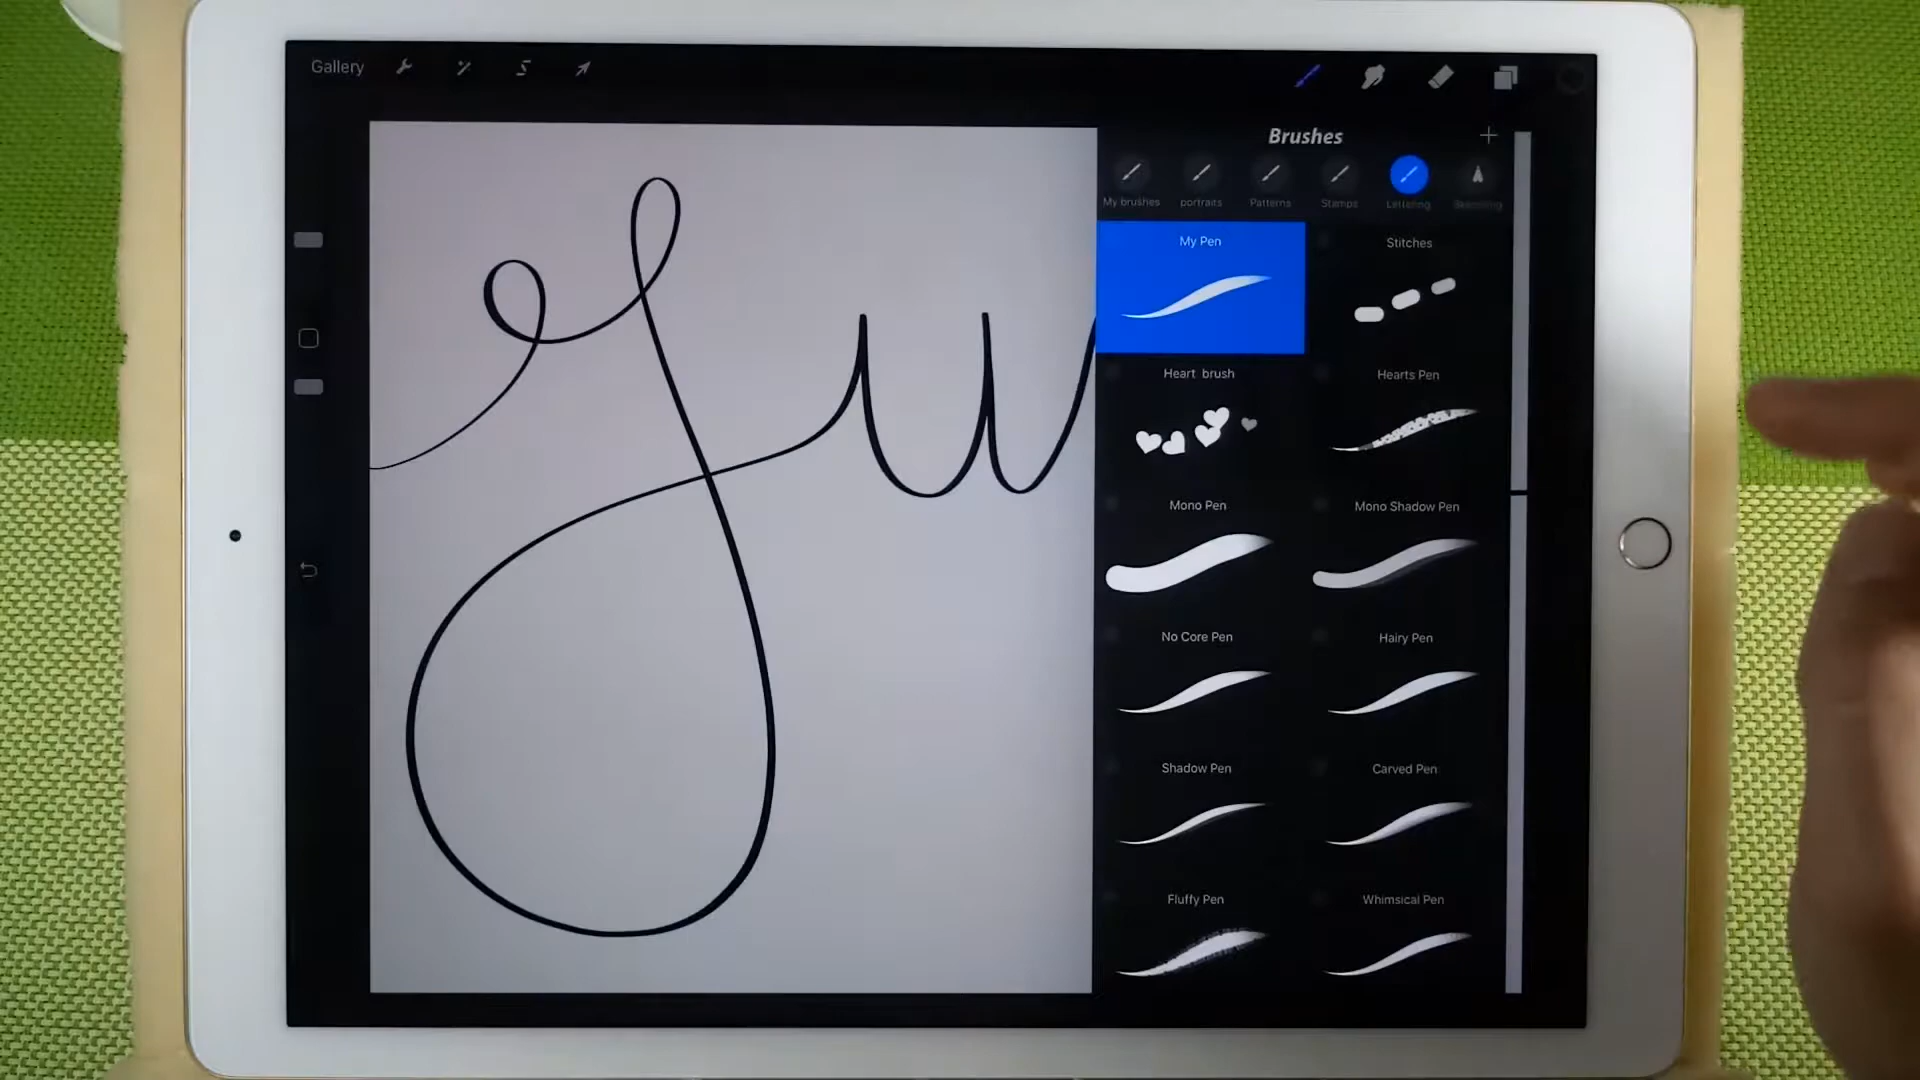 Gallery
Brushes
My brushes portraits Patterns Stamps Lettering Sketching
My Pen Stitches
Heart brush Hearts Pen
Mono Pen Mono Shadow Pen
No Core Pen Hairy Pen
Shadow Pen Carved Pen
Fluffy Pen Whimsical Pen